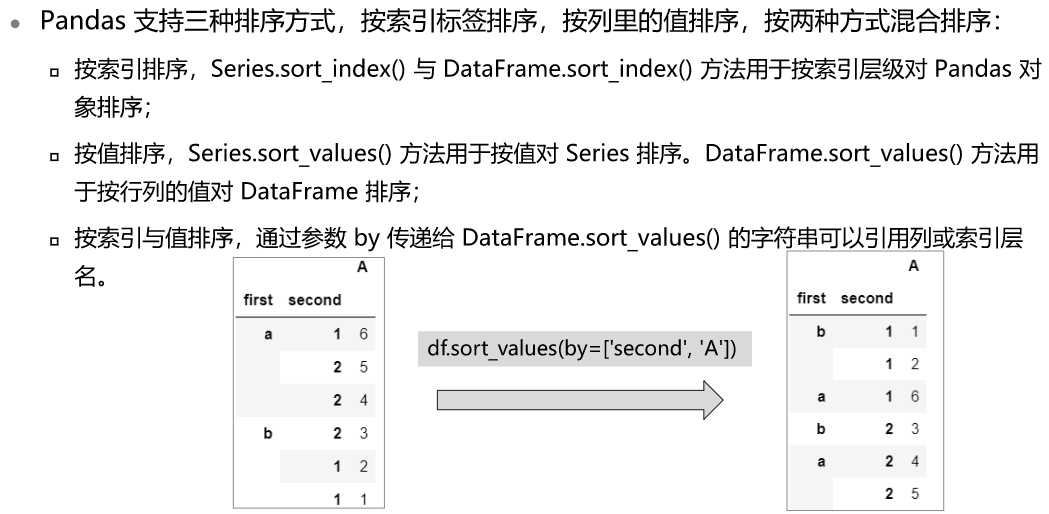 Pandas 支持三种排序方式，按索引标签排序，按列里的值排序，按两种方式混合排序：
按索引排序，Series.sort_index() 与 DataFrame.sort_index() 方法用于按索引层级对 Pandas 对
象排序；
按值排序，Series.sort_values() 方法用于按值对 Series 排序。DataFrame.sort_values() 方法用
于按行列的值对 DataFrame 排序；
按索引与值排序，通过参数 by 传递给 DataFrame.sort_values() 的字符串可以引用列或索引层
名。
A
first second
a 1 6
2 5
2 4
b 2 3
1 2
1 1
df.sort_values(by=['second', 'A'])
A
first second
b 1 1
1 2
a 1 6
b 2 3
a 2 4
2 5